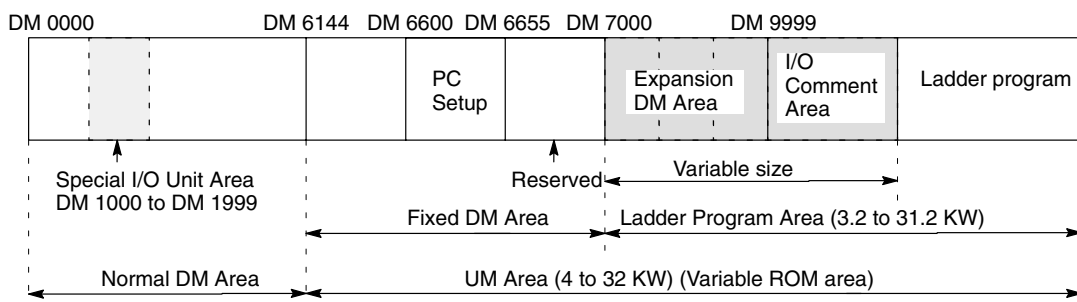 DM 0000 DM 6144 DM 6600 DM 6655 DM 7000 DM 9999
PC
Setup
Expansion
DM Area
I/O
Comment
Area
Ladder program
Special I/O Unit Area
DM 1000 to DM 1999
Reserved
Variable size
Fixed DM Area
Ladder Program Area (3.2 to 31.2 KW)
Normal DM Area
UM Area (4 to 32 KW) (Variable ROM area)